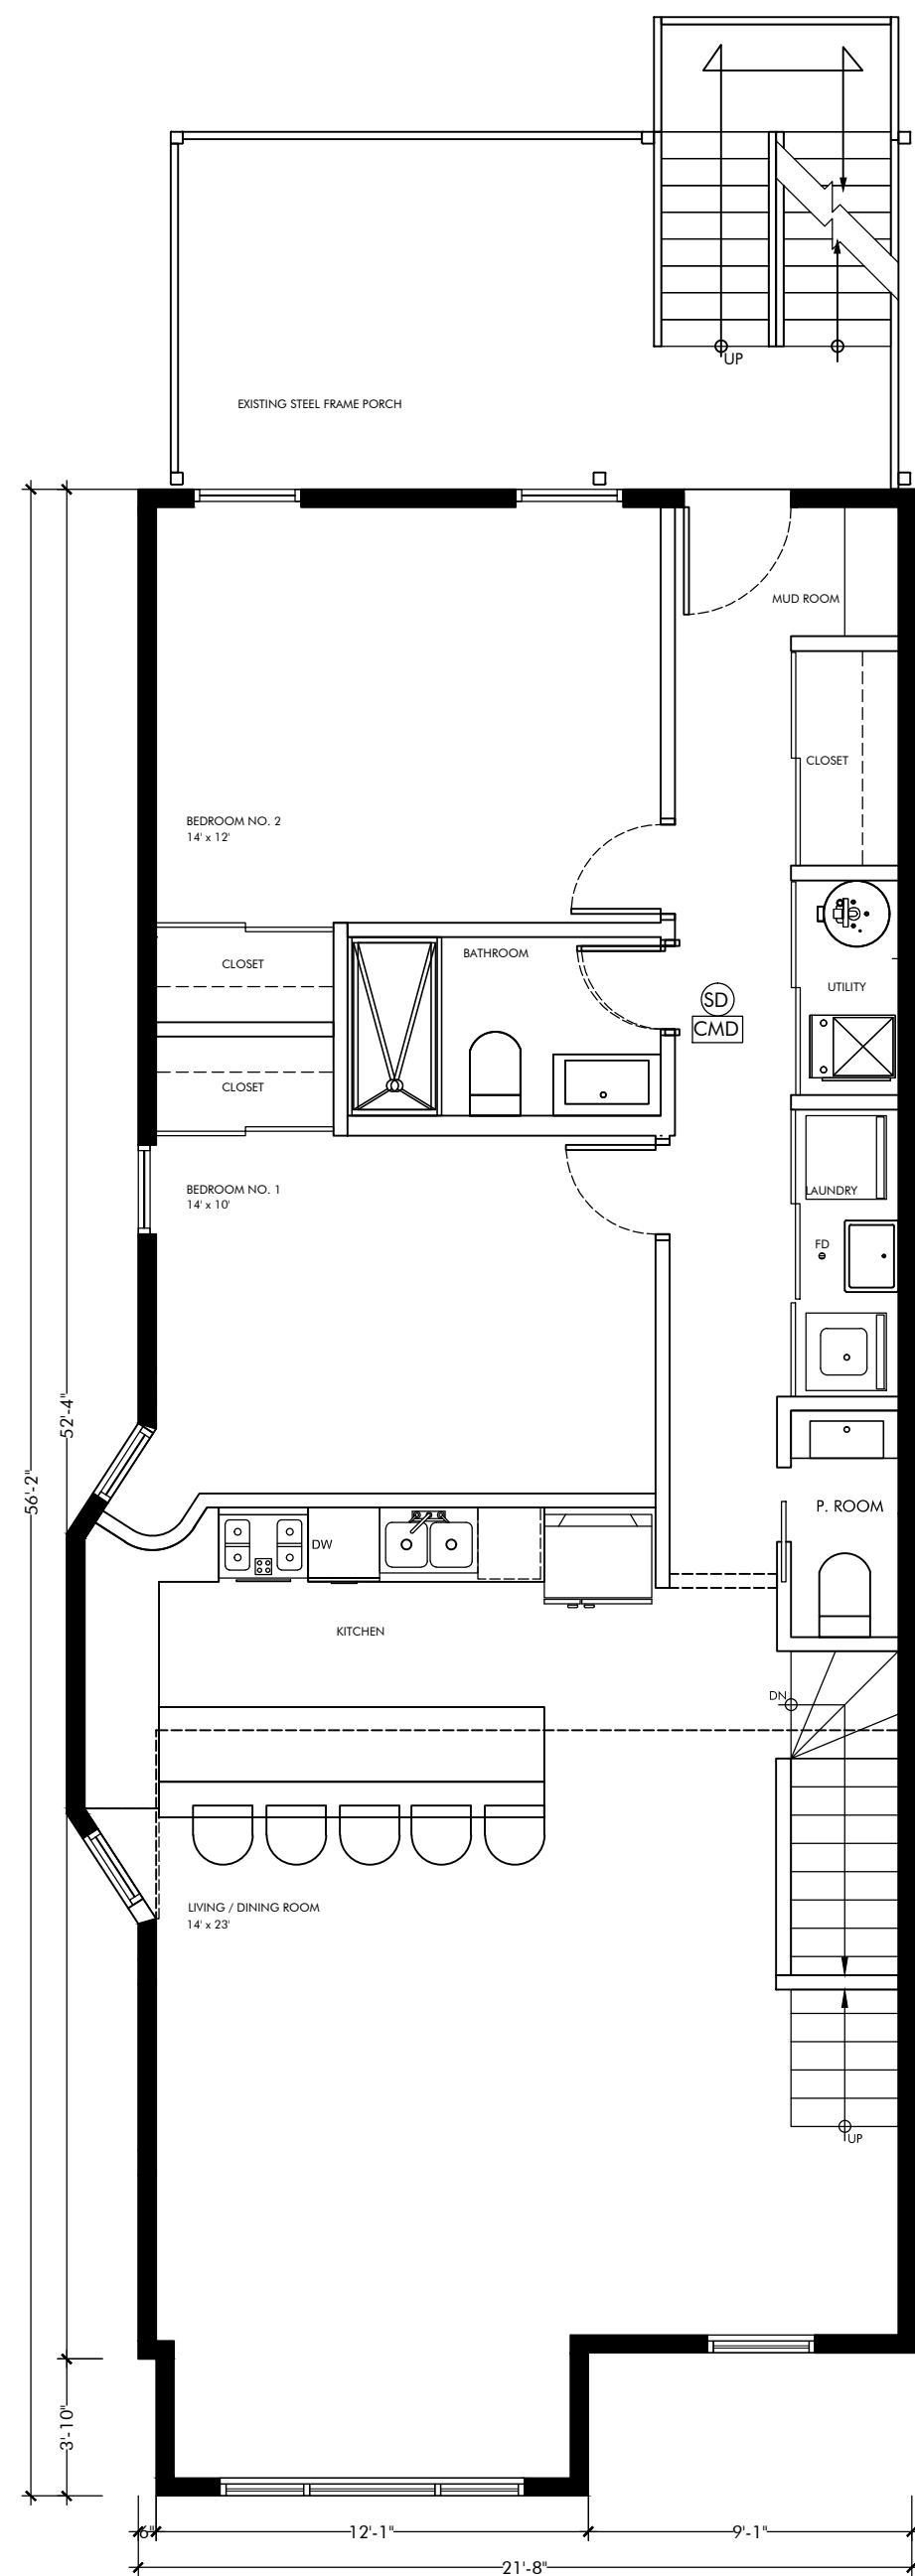 UP
EXISTING STEEL FRAME PORCH
MUD ROOM
CLOSET
BEDROOM NO. 2
14' x 12'
BATHROOM
CLOSET
UTILITY
SD
CMD
CLOSET
BEDROOM NO. 1
14' x 10'
LAUNDRY
FD
52'-4"
56'-2"
P. ROOM
DW
KITCHEN
DN
LIVING / DINING ROOM
14' x 23'
UP
3'-10"
6"
12'-1"
9'-1"
21'-8"